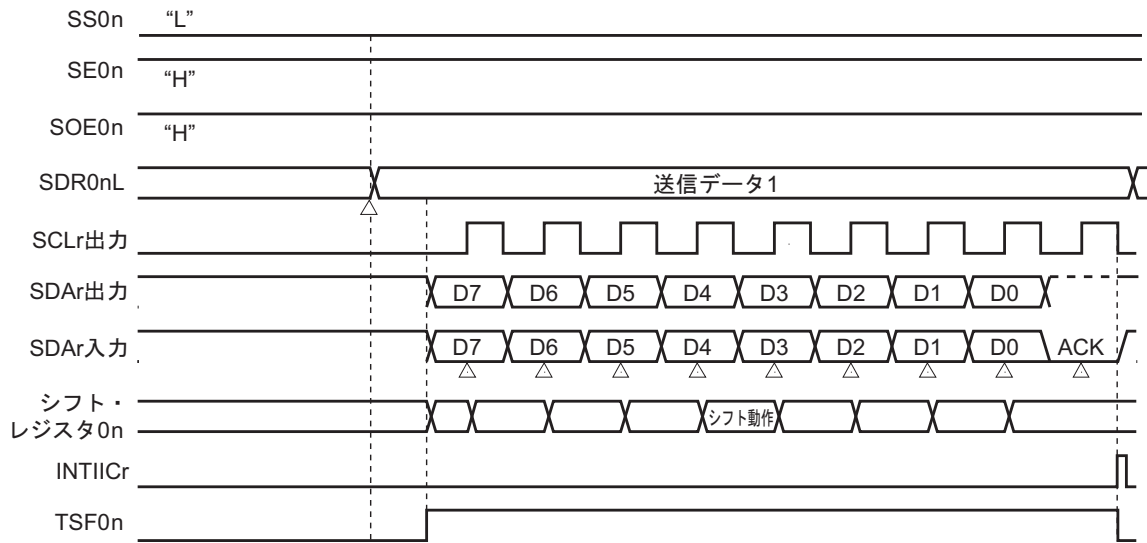 SS0n “L”
SE0n “H”
SOE0n “H”
SDR0nL 送信データ1
SCLr出力
SDAr出力 D7 D6 D5 D4 D3 D2 D1 D0
SDAr入力 D7 D6 D5 D4 D3 D2 D1 D0 ACK
シフト・
レジスタ0n シフト動作
INTIICr
TSF0n